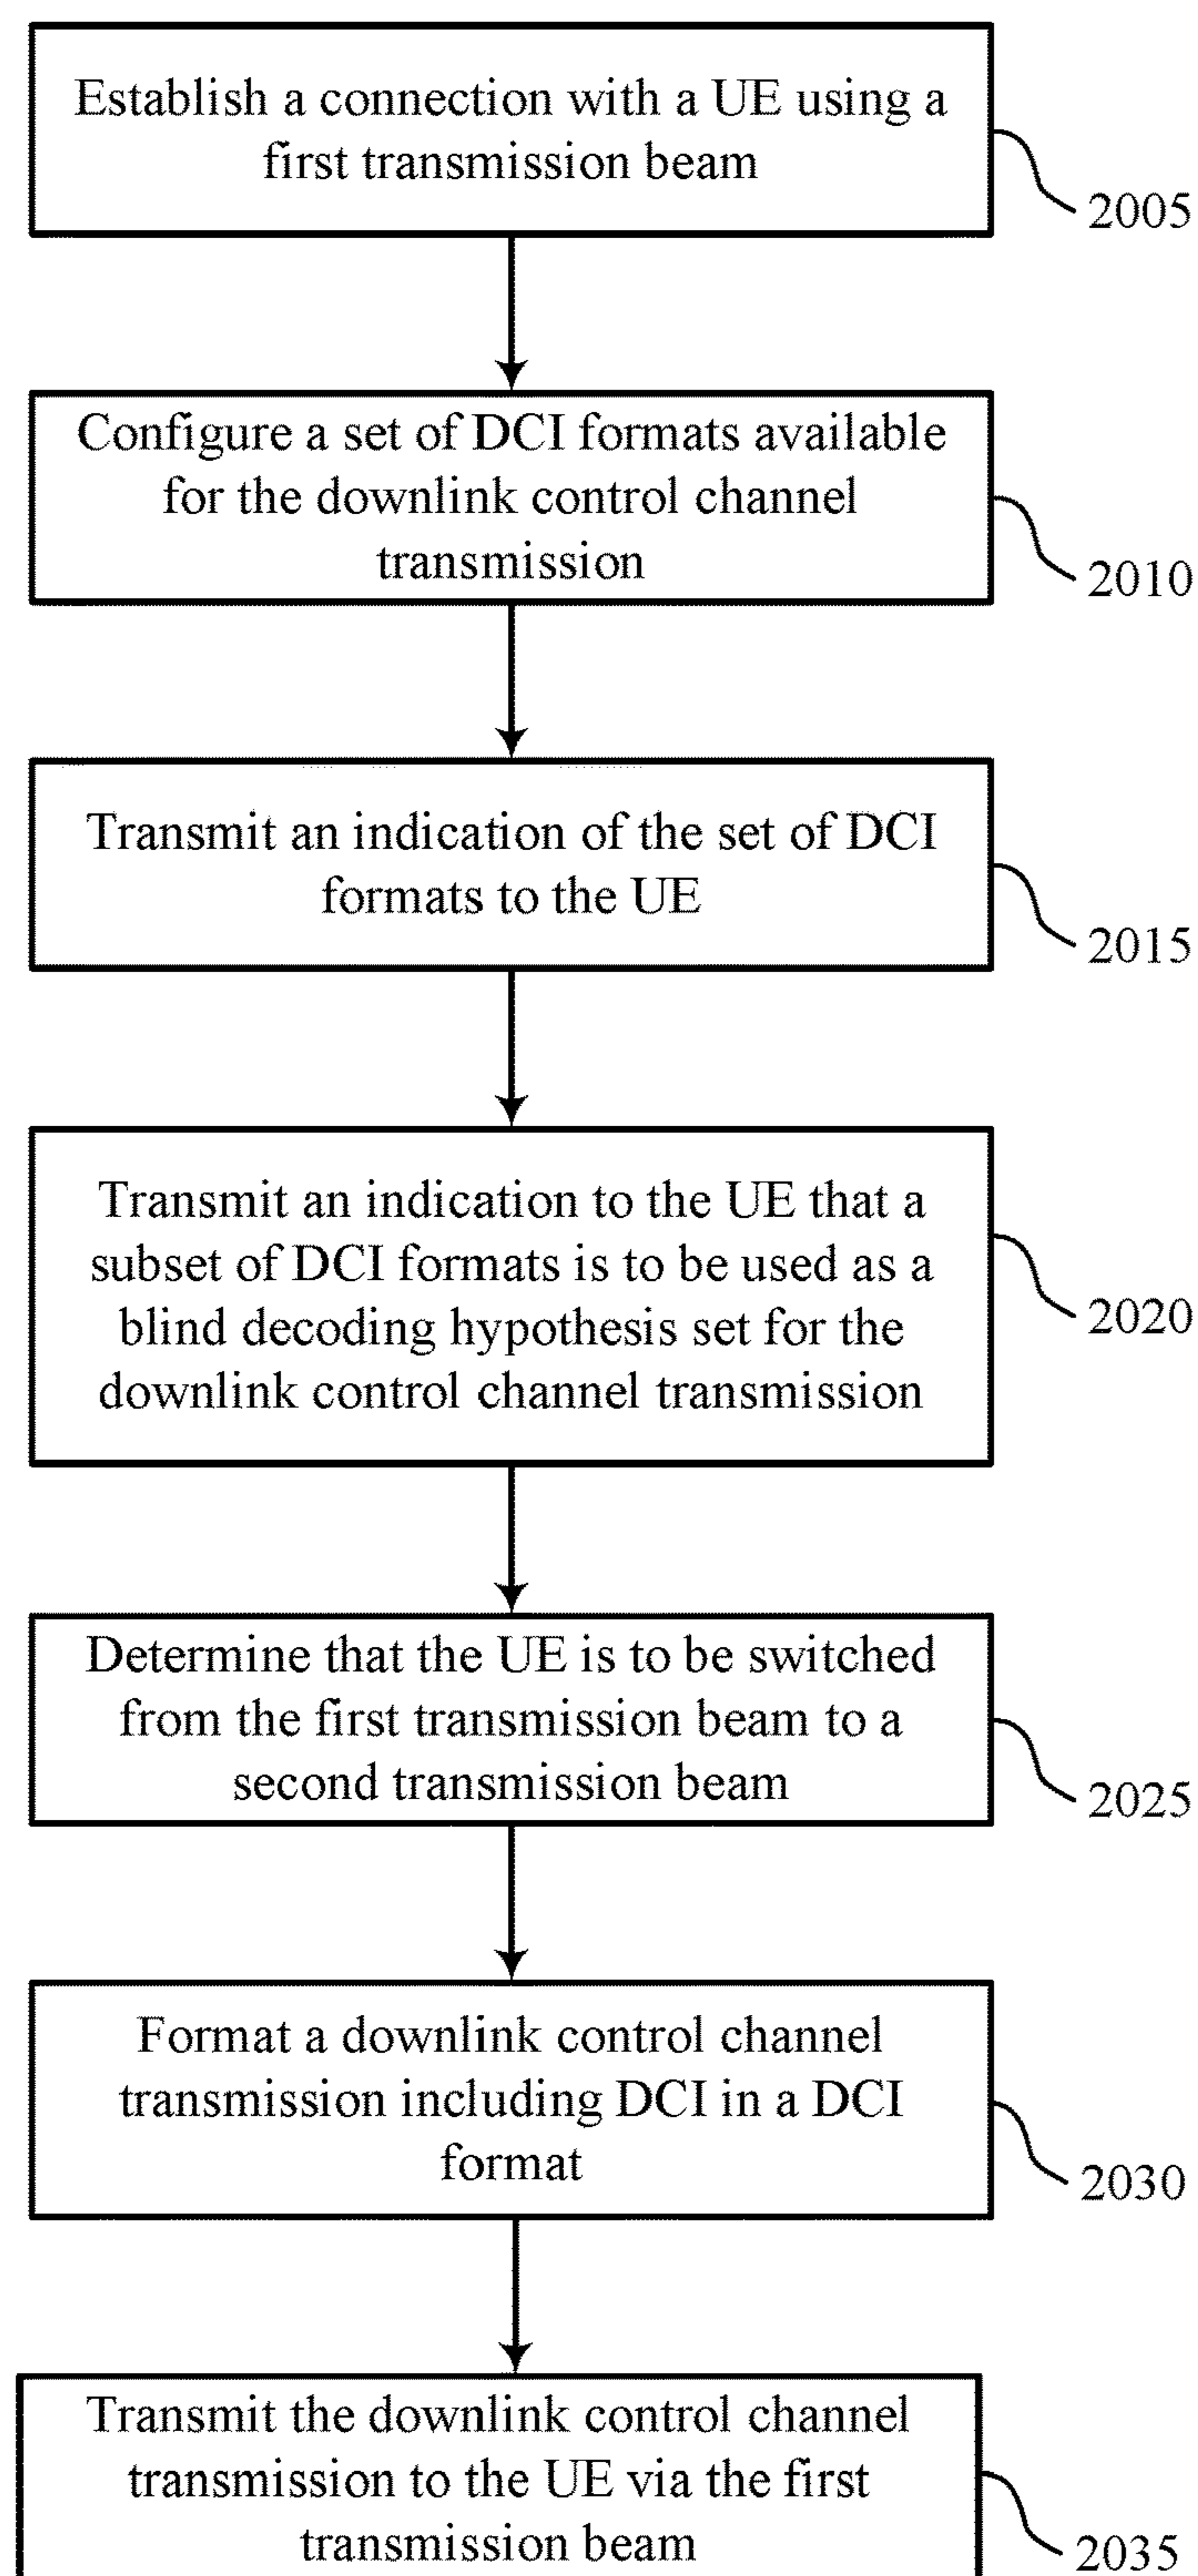 Establish a connection with a UE using a
first transmission beam
2005
Configure a set of DCI formats available
for the downlink control channel
transmission
2010
Transmit an indication of the set of DCI
formats to the UE
2015
Transmit an indication to the UE that a
subset of DCI formats is to be used as a
blind decoding hypothesis set for the
downlink control channel transmission
2020
Determine that the UE is to be switched
from the first transmission beam to a
second transmission beam
2025
Format a downlink control channel
transmission including DCI in a DCI
format
2030
Transmit the downlink control channel
transmission to the UE via the first
transmission beam
2035